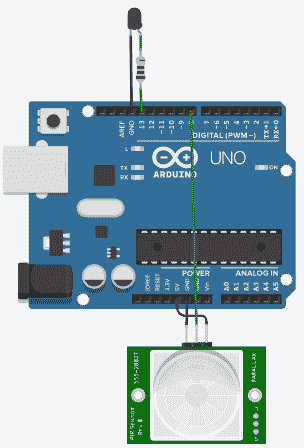 AREF
GND
13
12
~11
~10
~9
7
~6
~5
4
~3
2
TX→1
RX←0
DIGITAL (PWM ~)
L
TX
RX
UNO
ON
ARDUINO
POWER
ANALOG IN
IOREF
RESET
3.3V
5V
GND
Vin
A0
A1
A2
A3
A4
A5
555-28027
PIR Sensor
Rev B
PARALLAX